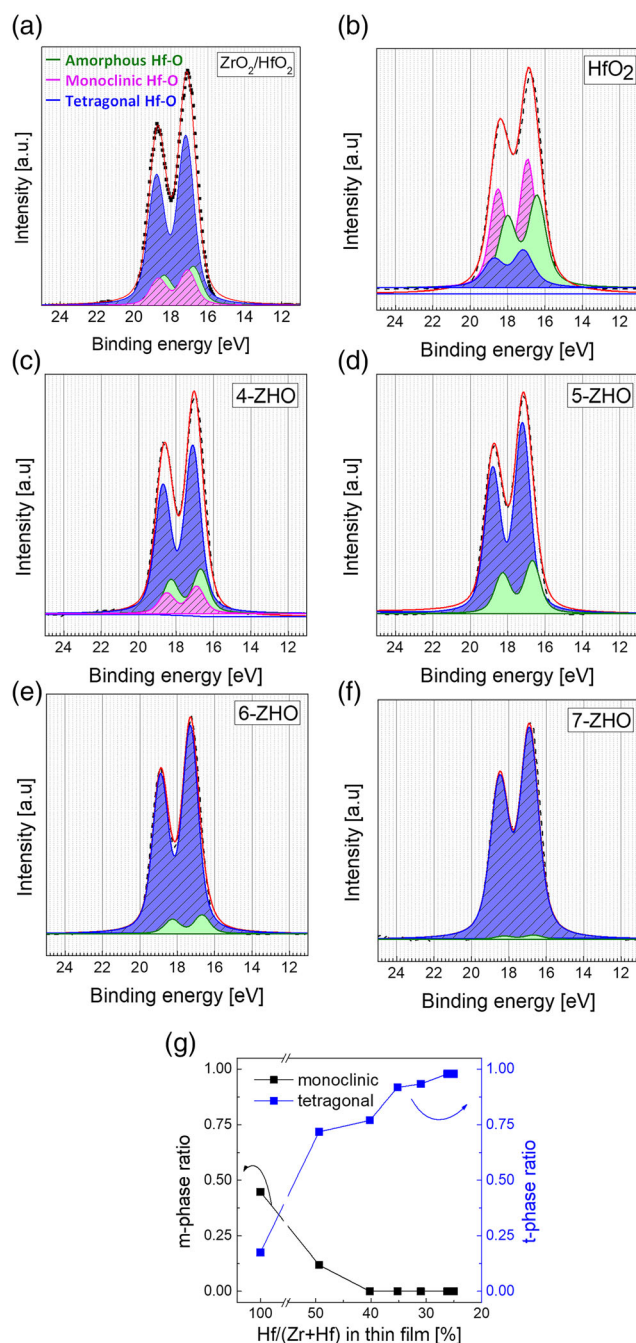 (a)
Amorphous Hf-O
Monoclinic Hf-O
Tetragonal Hf-O
ZrO₂/HfO₂
Intensity [a.u.]
24 22 20 18 16 14 12
Binding energy [eV]
(b)
HfO₂
Intensity [a.u]
24 22 20 18 16 14 12
Binding energy [eV]
(c)
4-ZHO
Intensity [a.u]
24 22 20 18 16 14 12
Binding energy [eV]
(d)
5-ZHO
Intensity [a.u]
24 22 20 18 16 14 12
Binding energy [eV]
(e)
6-ZHO
Intensity [a.u]
24 22 20 18 16 14 12
Binding energy [eV]
(f)
7-ZHO
Intensity [a.u]
24 22 20 18 16 14 12
Binding energy [eV]
(g)
monoclinic
tetragonal
1.00
0.75
0.50
0.25
0.00
m-phase ratio
1.00
0.75
0.50
0.25
0.00
t-phase ratio
100 50 40 30 20
Hf/(Zr+Hf) in thin film [%]